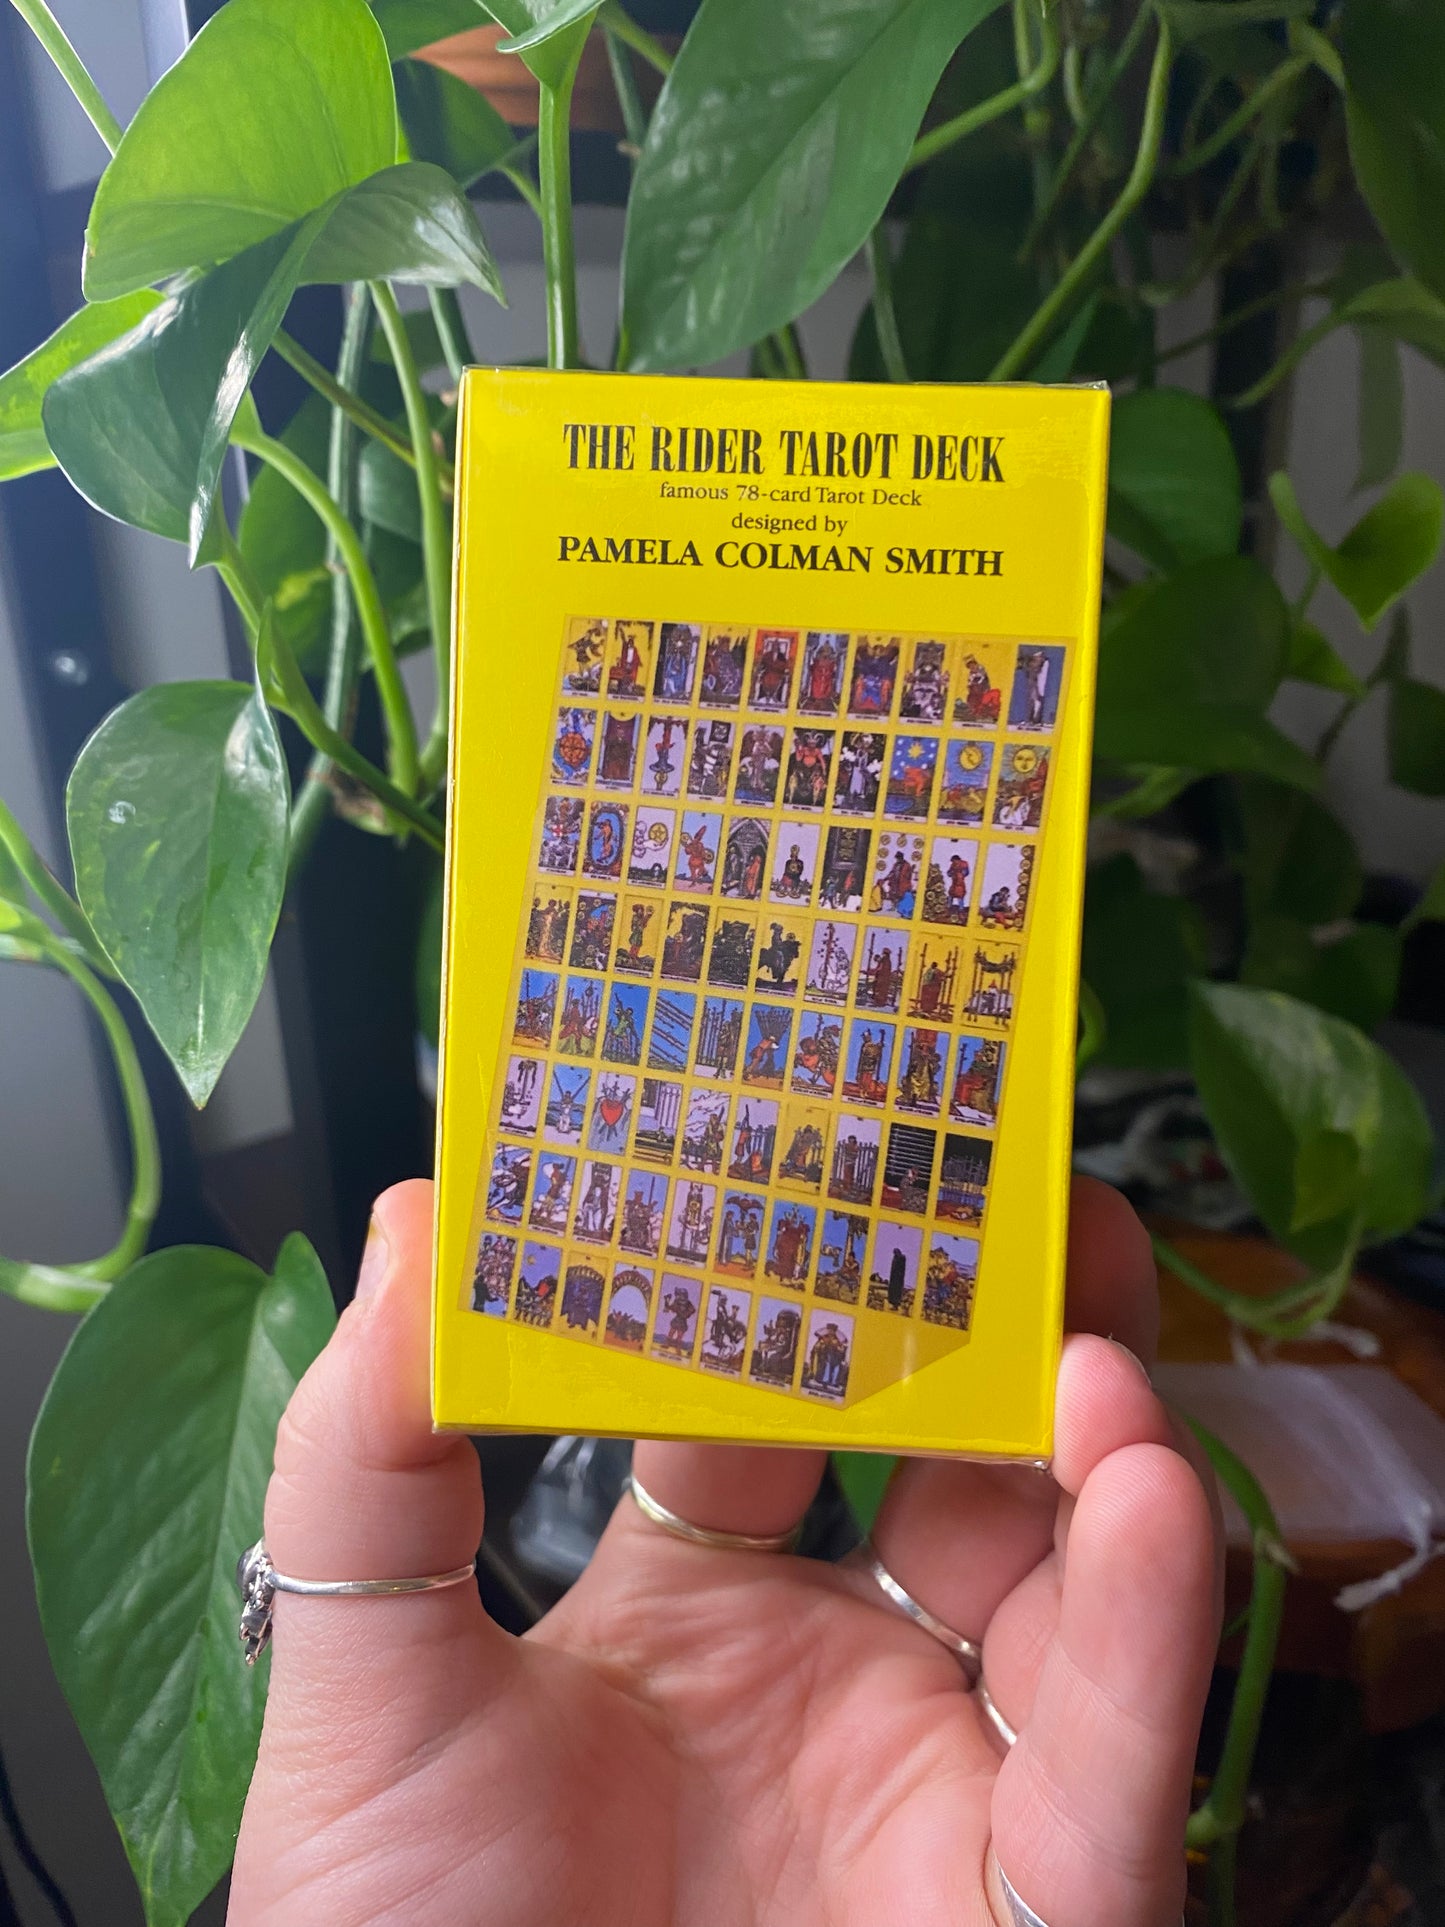 THE RIDER TAROT DECK
famous 78-card Tarot Deck
designed by
PAMELA COLMAN SMITH